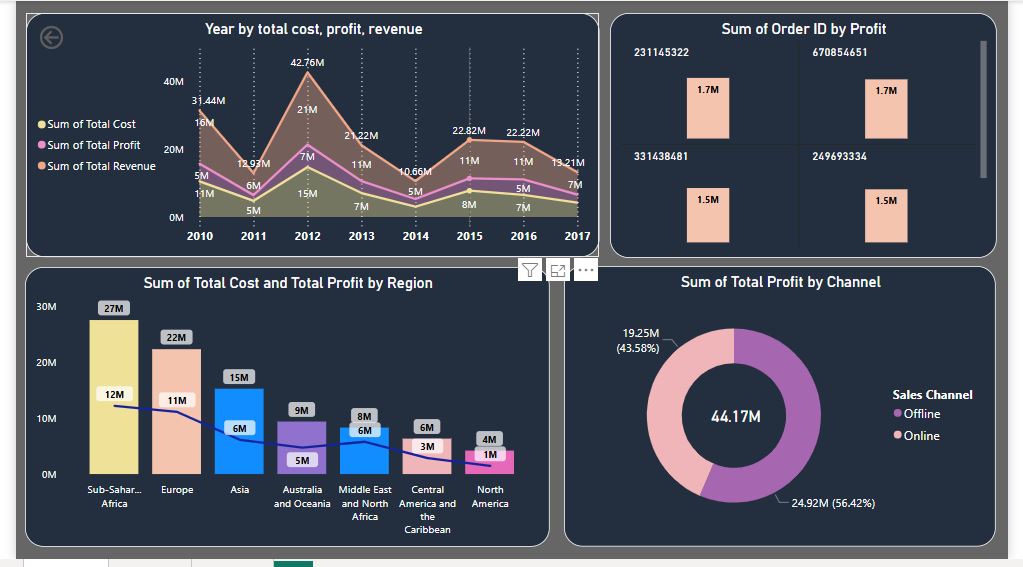 Year by total cost, profit, revenue
Sum of Total Cost
Sum of Total Profit
Sum of Total Revenue
40M
20M
0M
31.44M
12.93M
42.76M
21.22M
10.66M
22.82M
22.22M
13.21M
16M
21M
11M
11M
11M
5M
6M
7M
5M
5M
7M
11M
5M
15M
7M
8M
7M
2010
2011
2012
2013
2014
2015
2016
2017
Sum of Order ID by Profit
231145322
670854651
1.7M
1.7M
331438481
249693334
1.5M
1.5M
Sum of Total Cost and Total Profit by Region
30M
20M
10M
0M
27M
22M
15M
9M
8M
6M
4M
12M
11M
6M
5M
6M
3M
1M
Sub-Sahar...
Africa
Europe
Asia
Australia
and Oceania
Middle East
and North
Africa
Central
America and
the
Caribbean
North
America
Sum of Total Profit by Channel
19.25M
(43.58%)
44.17M
24.92M (56.42%)
Sales Channel
Offline
Online